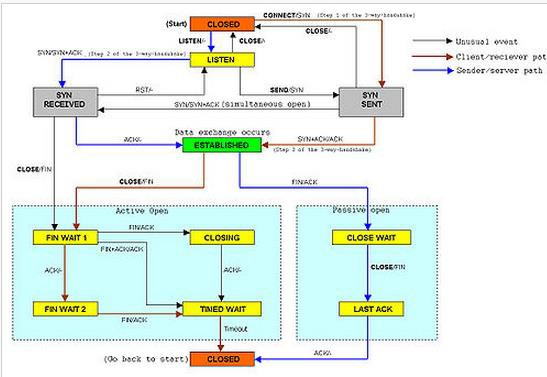 CONNECT/SYN (Step 1 of the 3-way-handshake)
(Start) CLOSED
CLOSE/-
LISTEN/- CLOSE/-
SYN/SYN+ACK (Step 2 of the 3-way-handshake)
LISTEN
Unusual event
Client/reciever pat
Sender/server path
RST/-
SEND/SYN
SYN RECEIVED
SYN SENT
SYN/SYN+ACK (simultaneous open)
Data exchange occurs
ACK/-
ESTABLISHED
SYN+ACK/ACK
(Step 3 of the 3-way-handshake)
CLOSE/FIN
CLOSE/FIN
FIN/ACK
Active Open
Passive open
FIN WAIT 1
FIN/ACK
CLOSING
CLOSE WAIT
FIN+ACK/ACK
ACK/-
ACK/-
CLOSE/FIN
FIN WAIT 2
TIMED WAIT
LAST ACK
FIN/ACK
Timeout
(Go back to start) CLOSED
ACK/-